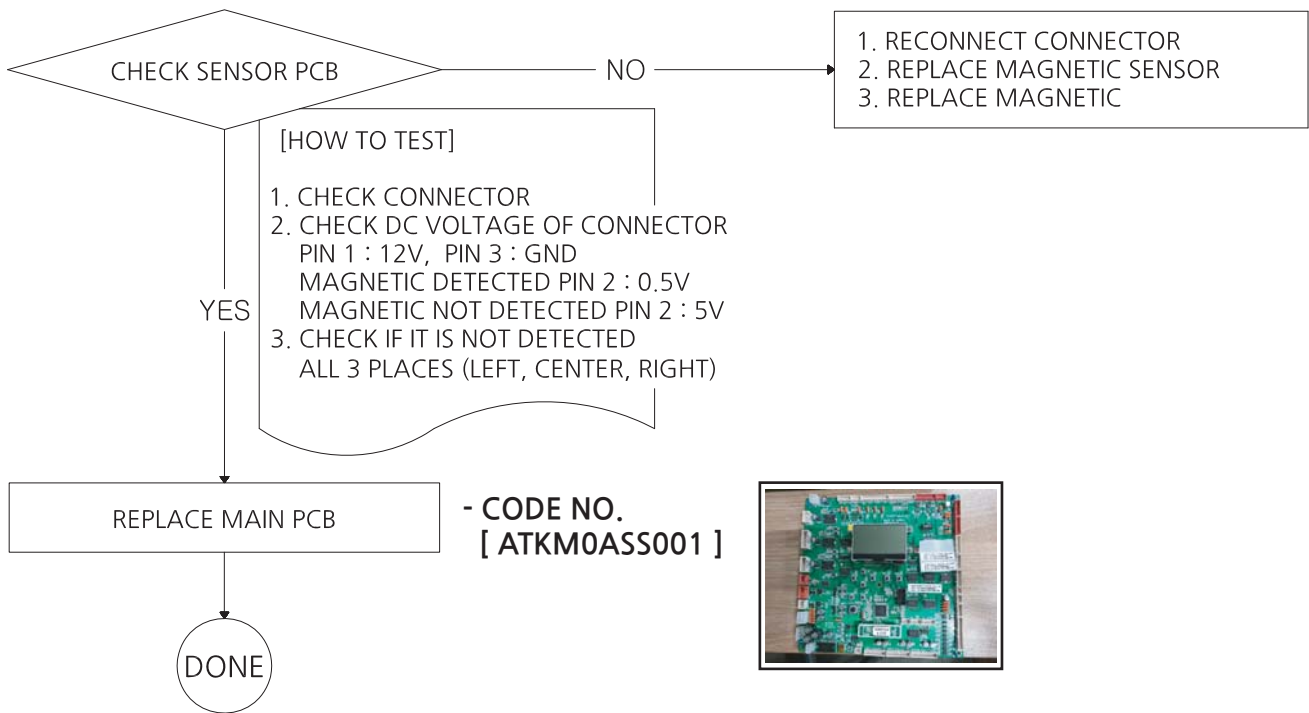 CHECK SENSOR PCB
NO
1. RECONNECT CONNECTOR
2. REPLACE MAGNETIC SENSOR
3. REPLACE MAGNETIC
[HOW TO TEST]
1. CHECK CONNECTOR
2. CHECK DC VOLTAGE OF CONNECTOR
PIN 1 : 12V, PIN 3 : GND
MAGNETIC DETECTED PIN 2 : 0.5V
MAGNETIC NOT DETECTED PIN 2 : 5V
3. CHECK IF IT IS NOT DETECTED
ALL 3 PLACES (LEFT, CENTER, RIGHT)
YES
REPLACE MAIN PCB
- CODE NO.
[ ATKM0ASS001 ]
DONE